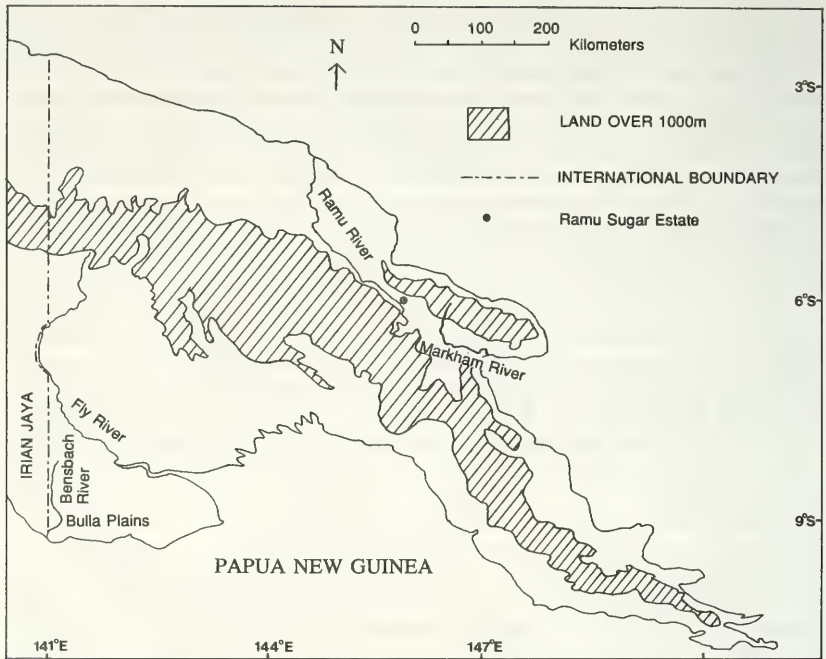 0 100 200
Kilometers
N
3°S
LAND OVER 1000m
INTERNATIONAL BOUNDARY
Ramu Sugar Estate
Ramu River
6°S
Markham River
IRIAN JAYA
Fly River
Bensbach
River
Bulla Plains
9°S
PAPUA NEW GUINEA
141°E 144°E 147°E